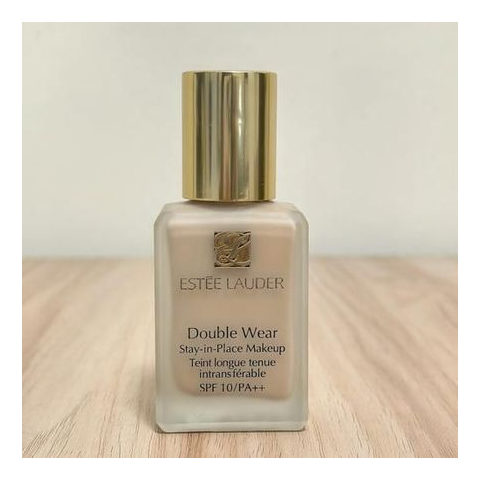 ESTĒE LAUDER
Double Wear
Stay-in-Place Makeup
Teint longue tenue
intransférable
SPF 10/PA++